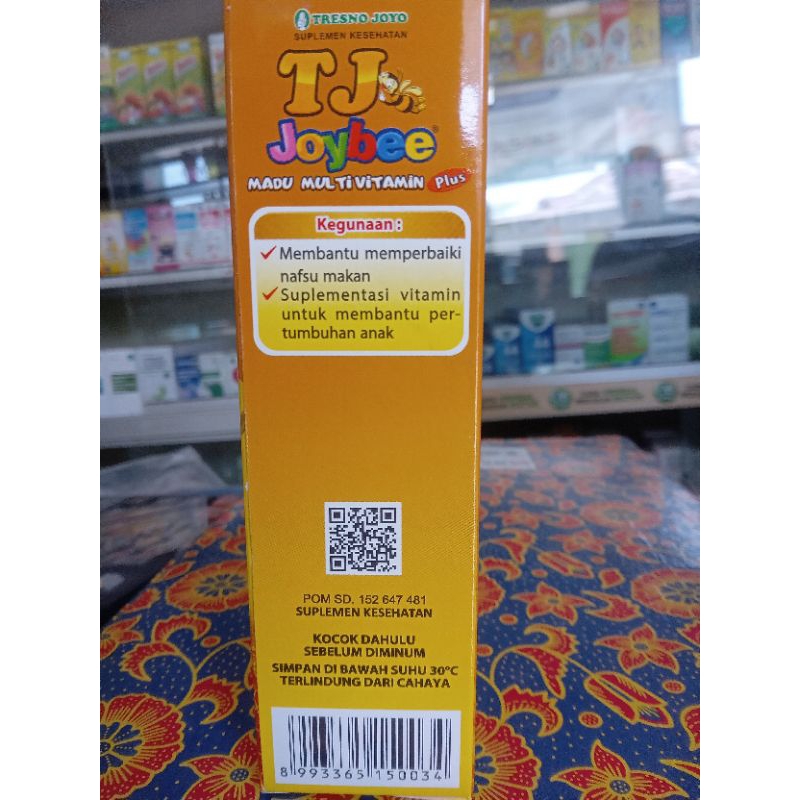 TRESNO JOYO
SUPLEMEN KESEHATAN
TJ
Joybee®
MADU MULTIVITAMIN Plus
Kegunaan :
Membantu memperbaiki
nafsu makan
Suplementasi vitamin
untuk membantu per-
tumbuhan anak
POM SD. 152 647 481
SUPLEMEN KESEHATAN
KOCOK DAHULU
SEBELUM DIMINUM
SIMPAN DI BAWAH SUHU 30°C
TERLINDUNG DARI CAHAYA
8 993365 150034